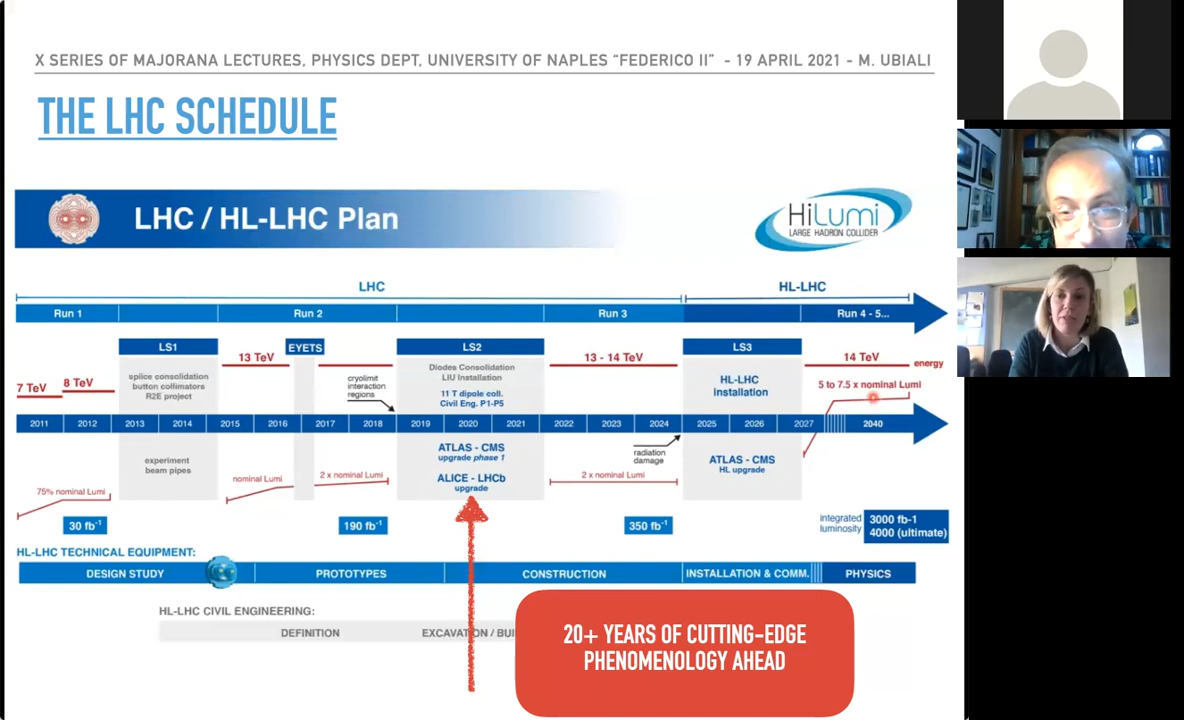 X SERIES OF MAJORANA LECTURES, PHYSICS DEPT, UNIVERSITY OF NAPLES “FEDERICO II” - 19 APRIL 2021 - M. UBIALI
THE LHC SCHEDULE
LHC / HL-LHC Plan
HiLumi
LARGE HADRON COLLIDER
LHC
HL-LHC
Run 1
Run 2
Run 3
Run 4 - 5...
LS1
EYETS
LS2
LS3
7 TeV
8 TeV
splice consolidation
button collimators
R2E project
13 TeV
cryolimit
interaction
regions
Diodes Consolidation
LIU Installation
11 T dipole coll.
Civil Eng. P1-P5
13 - 14 TeV
HL-LHC
installation
14 TeV
energy
5 to 7.5 x nominal Lumi
2011 2012 2013 2014 2015 2016 2017 2018 2019 2020 2021 2022 2023 2024 2025 2026 2027 2040
75% nominal Lumi
experiment
beam pipes
nominal Lumi
2 x nominal Lumi
ATLAS - CMS
upgrade phase 1
ALICE - LHCb
upgrade
2 x nominal Lumi
radiation
damage
ATLAS - CMS
HL upgrade
30 fb-1
190 fb-1
350 fb-1
integrated
luminosity
3000 fb-1
4000 (ultimate)
HL-LHC TECHNICAL EQUIPMENT:
DESIGN STUDY
PROTOTYPES
CONSTRUCTION
INSTALLATION & COMM.
PHYSICS
HL-LHC CIVIL ENGINEERING:
DEFINITION
EXCAVATION / BUI
20+ YEARS OF CUTTING-EDGE
PHENOMENOLOGY AHEAD